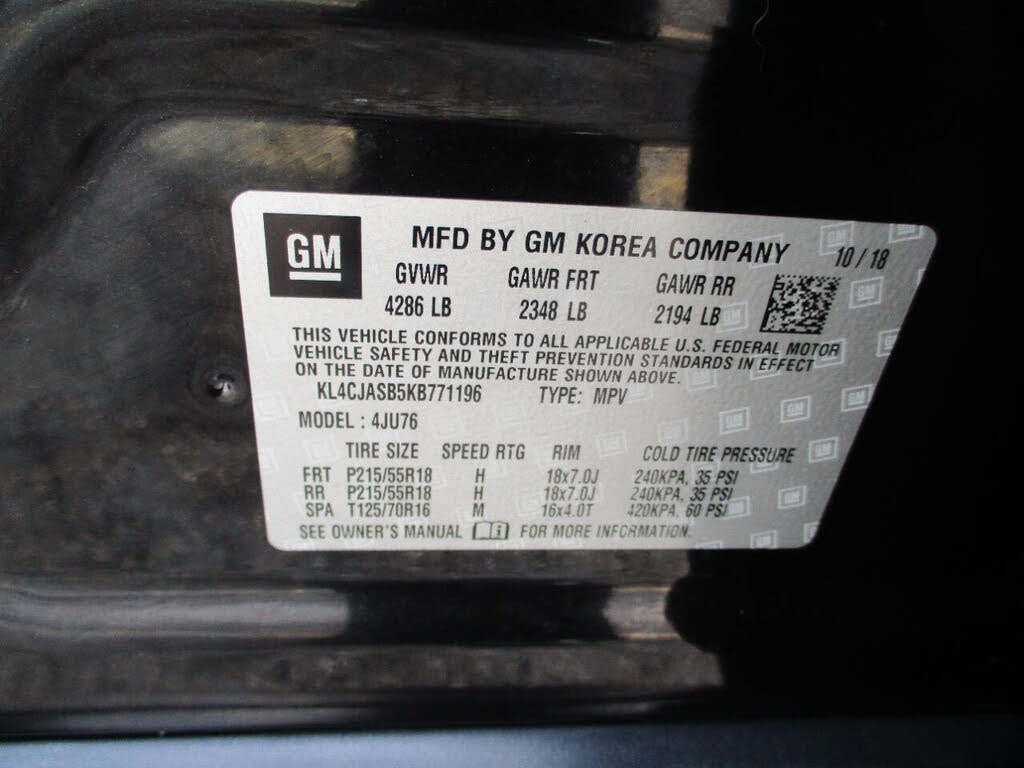 GM
MFD BY GM KOREA COMPANY 10 / 18
GVWR GAWR FRT GAWR RR
4286 LB 2348 LB 2194 LB
THIS VEHICLE CONFORMS TO ALL APPLICABLE U.S. FEDERAL MOTOR
VEHICLE SAFETY AND THEFT PREVENTION STANDARDS IN EFFECT
ON THE DATE OF MANUFACTURE SHOWN ABOVE.
KL4CJASB5KB771196 TYPE: MPV
MODEL : 4JU76
TIRE SIZE SPEED RTG RIM COLD TIRE PRESSURE
FRT P215/55R18 H 18x7.0J 240KPA, 35 PSI
RR P215/55R18 H 18x7.0J 240KPA, 35 PSI
SPA T125/70R16 M 16x4.0T 420KPA, 60 PSI
SEE OWNER'S MANUAL i FOR MORE INFORMATION.